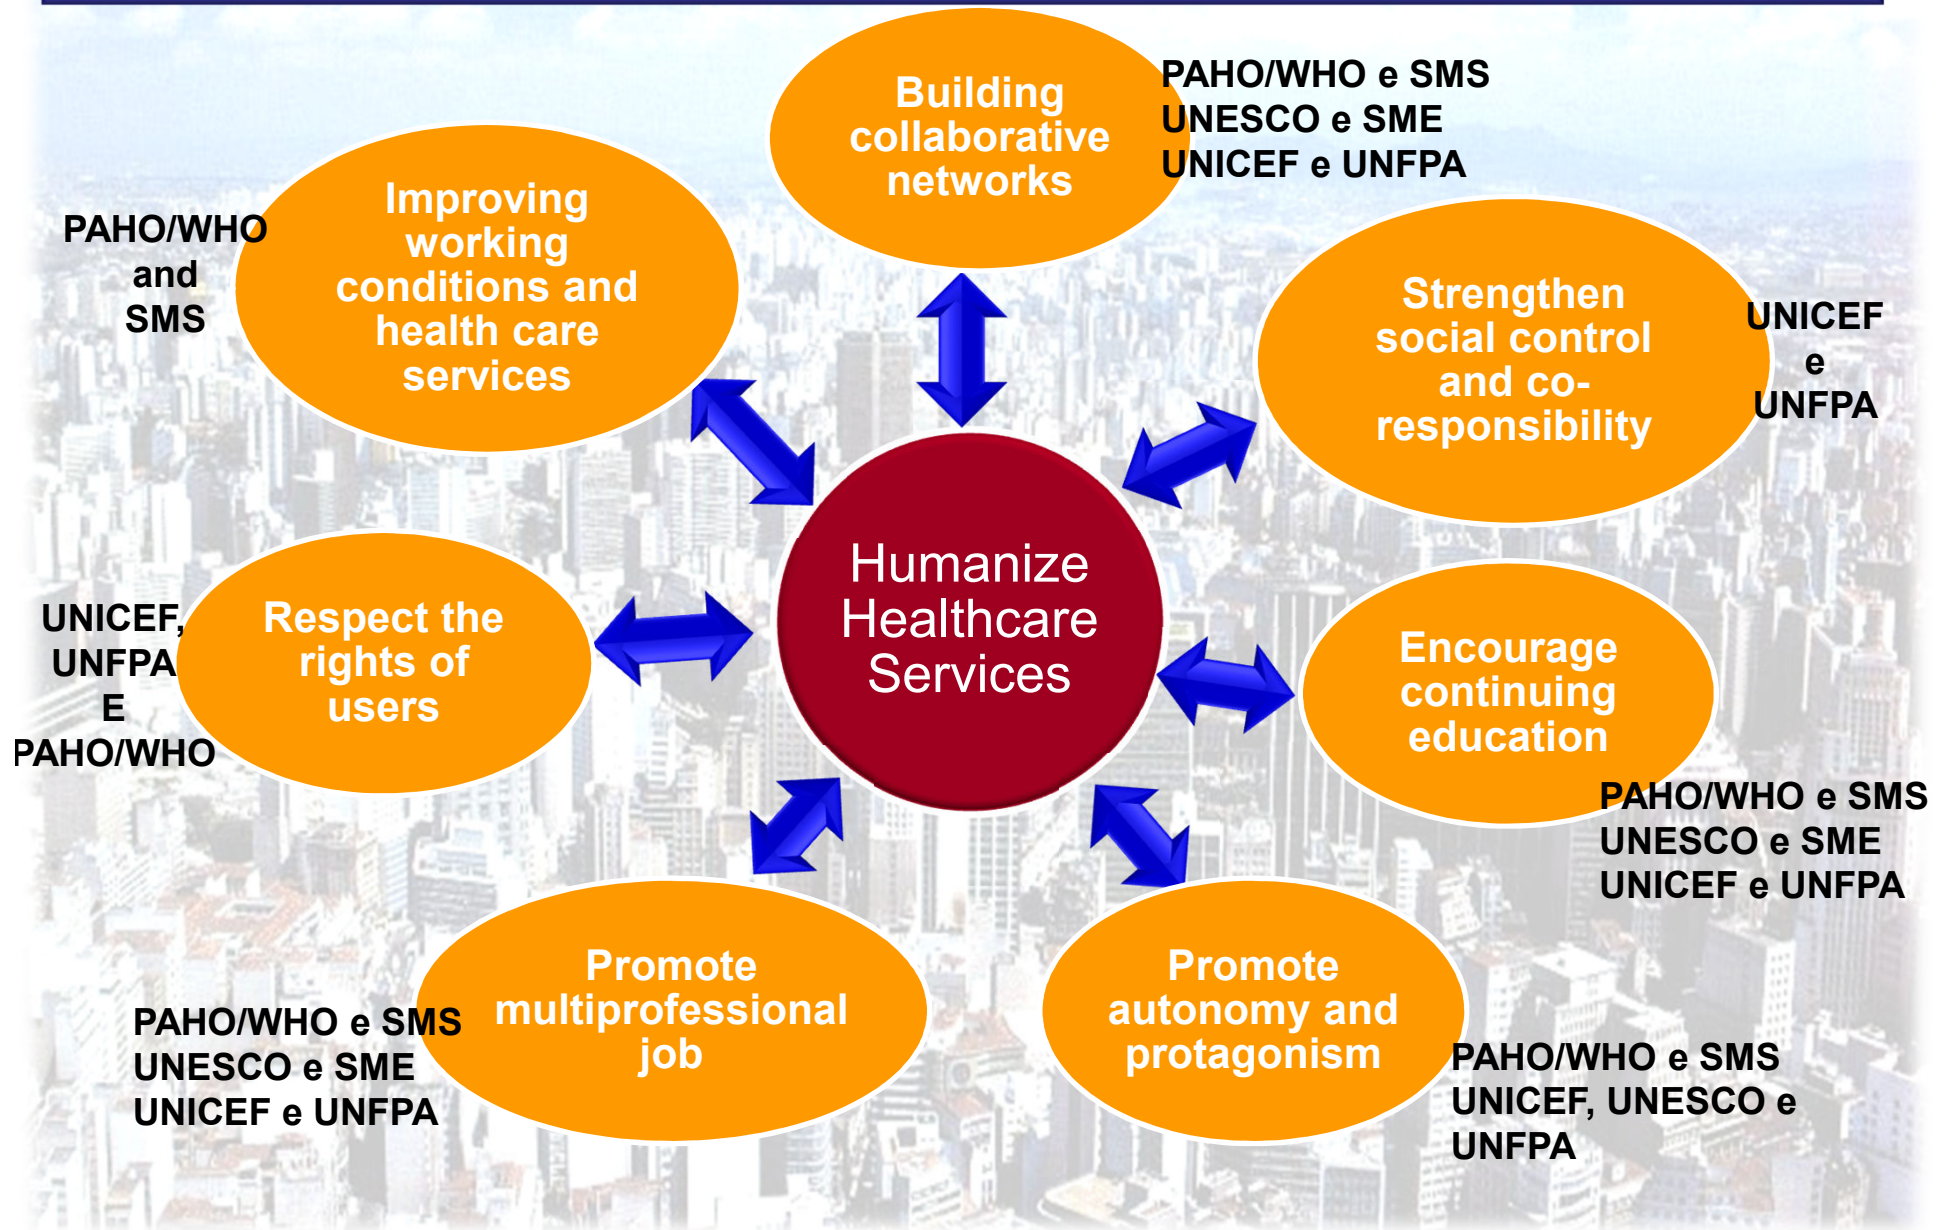 Building
collaborative
networks
PAHO/WHO e SMS
UNESCO e SME
UNICEF e UNFPA
Improving
working
conditions and
health care
services
PAHO/WHO
and
SMS
Strengthen
social control
and co-
responsibility
UNICEF
e
UNFPA
Humanize
Healthcare
Services
Respect the
rights of
users
UNICEF,
UNFPA
E
PAHO/WHO
Encourage
continuing
education
PAHO/WHO e SMS
UNESCO e SME
UNICEF e UNFPA
Promote
multiprofessional
job
PAHO/WHO e SMS
UNESCO e SME
UNICEF e UNFPA
Promote
autonomy and
protagonism
PAHO/WHO e SMS
UNICEF, UNESCO e
UNFPA